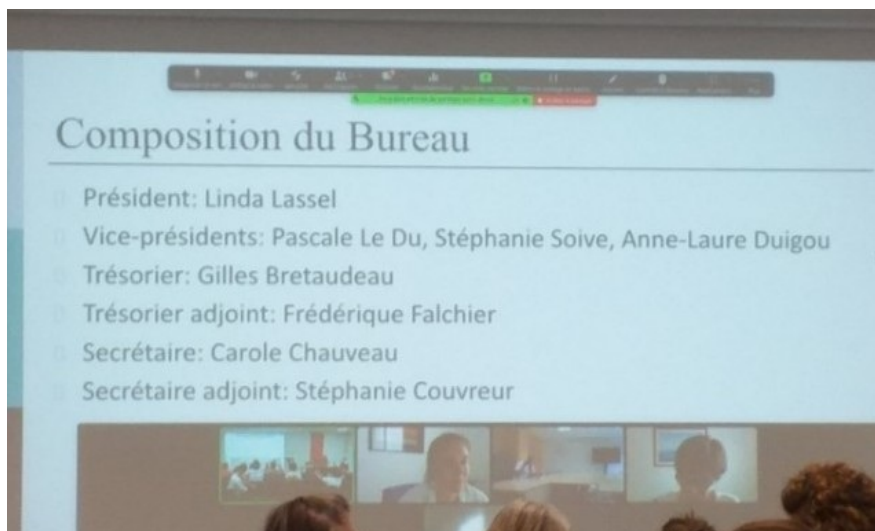 Composition du Bureau
Président: Linda Lassel
Vice-présidents: Pascale Le Du, Stéphanie Soive, Anne-Laure Duigou
Trésorier: Gilles Bretaudeau
Trésorier adjoint: Frédérique Falchier
Secrétaire: Carole Chauveau
Secrétaire adjoint: Stéphanie Couvreur